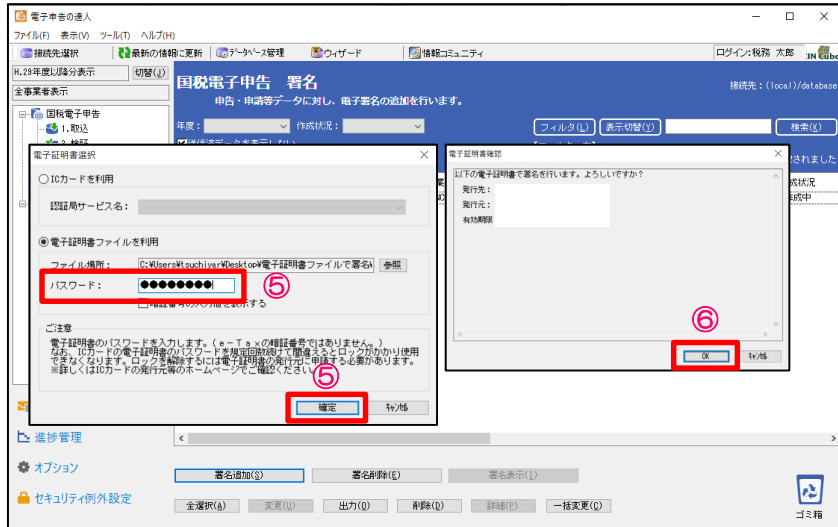 電子申告の達人
ファイル(F) 表示(V) ツール(T) ヘルプ(H)
接続先選択 最新の情報に更新 データベース管理 ウィザード 情報コミュニティ ログイン:税務 太郎
H.29年度以降分表示 切替(J)
全事業者表示
国税電子申告 署名
接続先：(local)/database
申告・申請等データに対し、電子署名の追加を行います。
国税電子申告
1.取込
年度： 作成状況： フィルタ(L) 表示切替(Y) 検索(K)
電子証明書選択
ICカードを利用
認証局サービス名：
電子証明書ファイルを利用
ファイル場所： C:¥Users¥tsuchiyar¥Desktop¥電子証明書ファイルで署名 参照
パスワード： ●●●●●●●●
⑤
暗証番号の入力値を表示する
ご注意
電子証明書のパスワードを入力します。(e－Ｔａｘの暗証番号ではありません。)
なお、ICカードの電子証明書のパスワードを規定回数続けて間違えるとロックがかかり使用
できなくなります。ロックを解除するには電子証明書の発行元に申請する必要があります。
※詳しくはICカードの発行元等のホームページでご確認ください。
⑤
確定 キャンセル
電子証明書確認
以下の電子証明書で署名を行います。よろしいですか？
発行先：
発行元：
有効期限
⑥
OK キャンセル
されました
成状況
成中
進捗管理
オプション
セキュリティ例外設定
署名追加(S) 署名削除(E) 署名表示(I)
全選択(A) 変更(U) 出力(Q) 削除(D) 詳細(P) 一括変更(C)
ゴミ箱